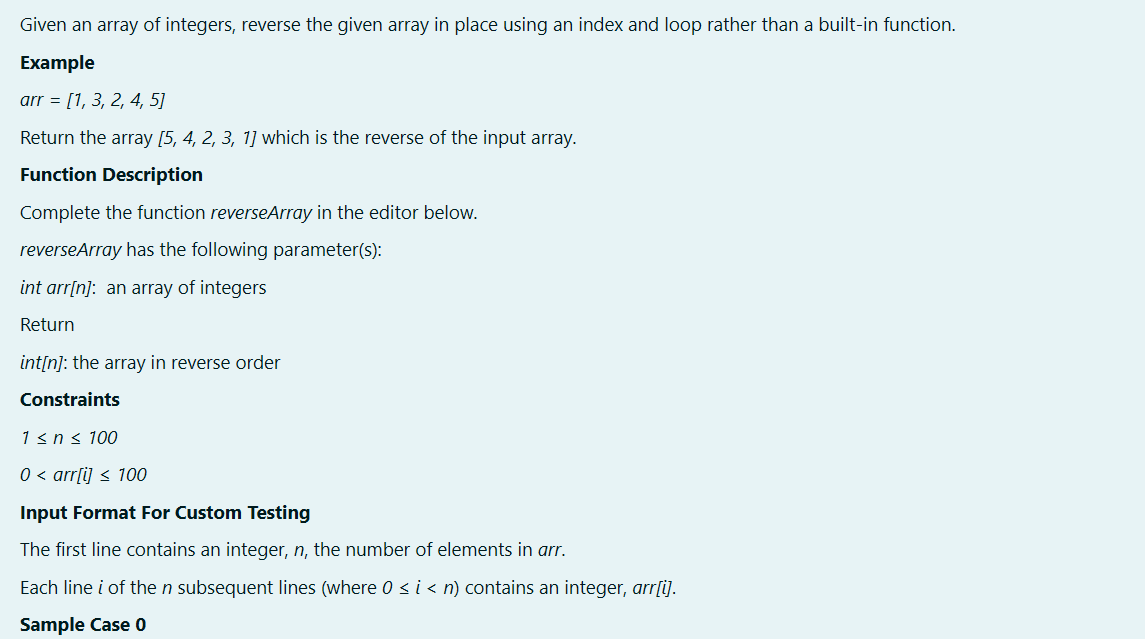 Given an array of integers, reverse the given array in place using an index and loop rather than a built-in function.
Example
arr = [1, 3, 2, 4, 5]
Return the array [5, 4, 2, 3, 1] which is the reverse of the input array.
Function Description
Complete the function reverseArray in the editor below.
reverseArray has the following parameter(s):
int arr[n]: an array of integers
Return
int[n]: the array in reverse order
Constraints
1 ≤ n ≤ 100
0 < arr[i] ≤ 100
Input Format For Custom Testing
The first line contains an integer, n, the number of elements in arr.
Each line i of the n subsequent lines (where 0 ≤ i < n) contains an integer, arr[i].
Sample Case 0